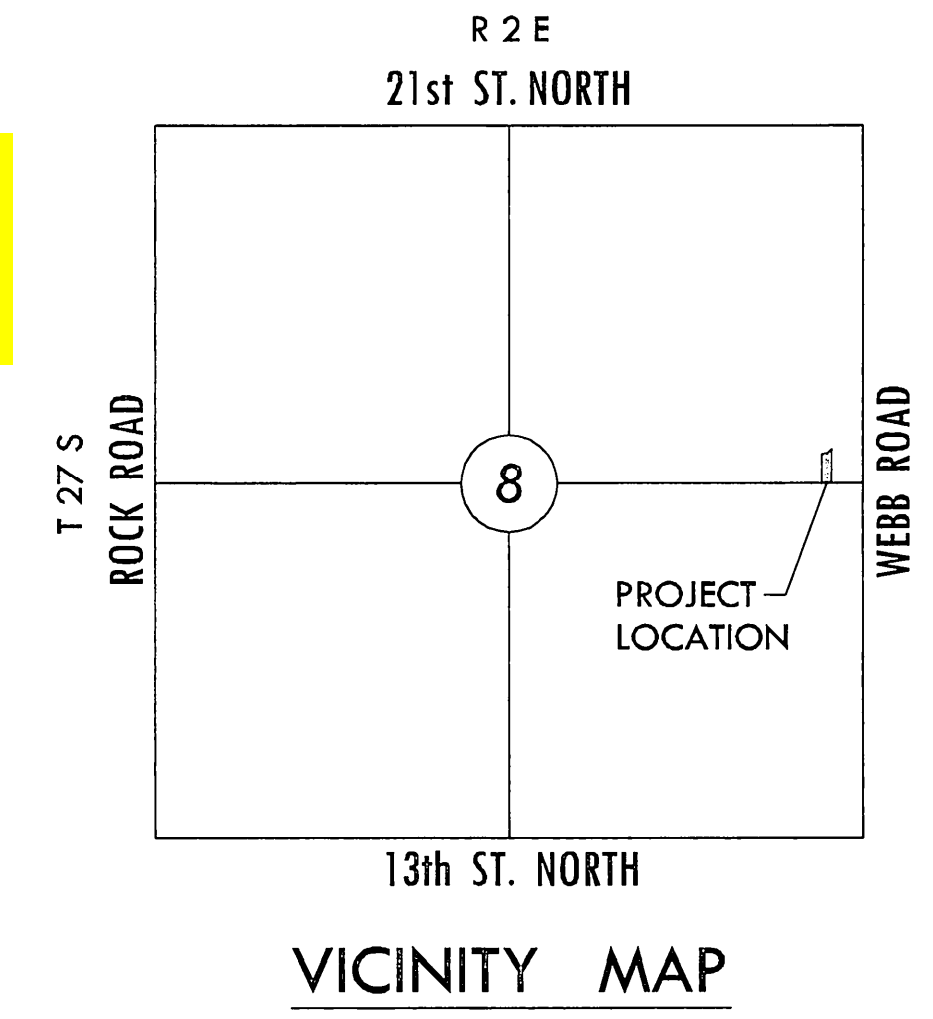 R 2 E
21st ST. NORTH
T 27 S
ROCK ROAD
8
WEBB ROAD
PROJECT
LOCATION
13th ST. NORTH
VICINITY MAP